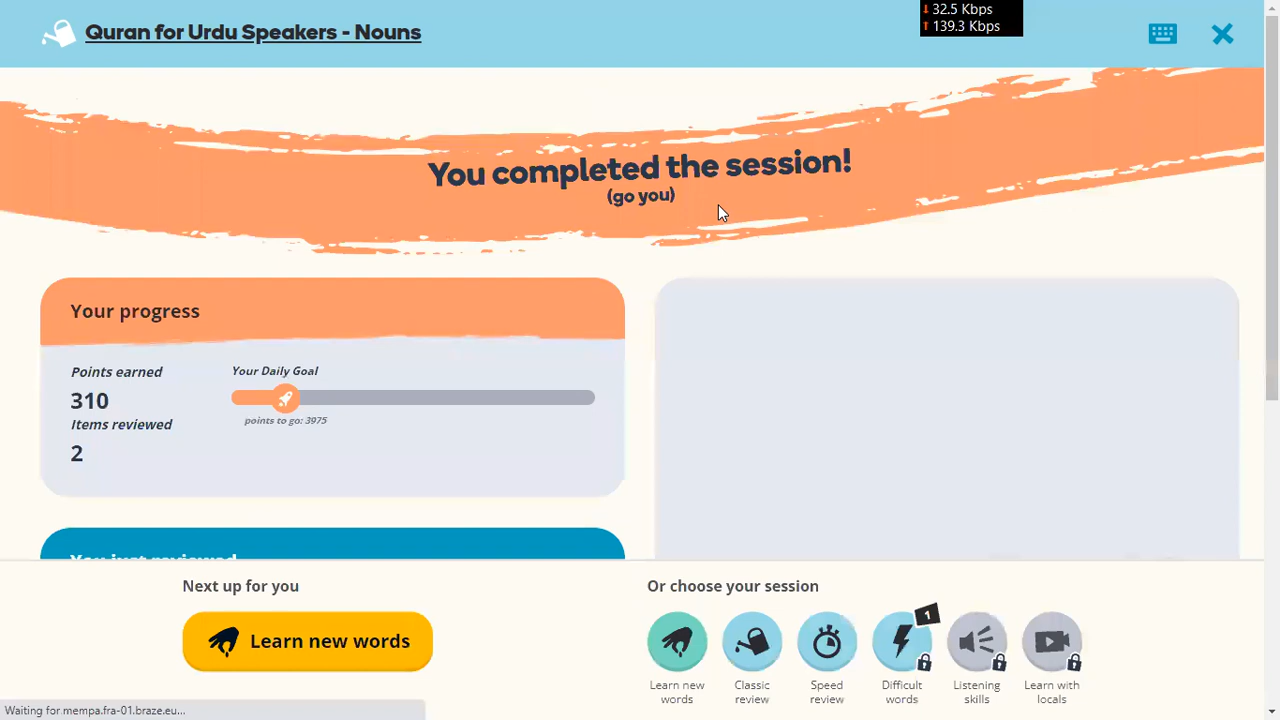 Quran for Urdu Speakers - Nouns
32.5 Kbps
139.3 Kbps
You completed the session!
(go you)
Your progress
Points earned
310
Items reviewed
2
Your Daily Goal
points to go: 3975
You just reviewed
Next up for you
Learn new words
Or choose your session
Learn new words
Classic review
Speed review
1
Difficult words
Listening skills
Learn with locals
Waiting for mempa.fra-01.braze.eu...